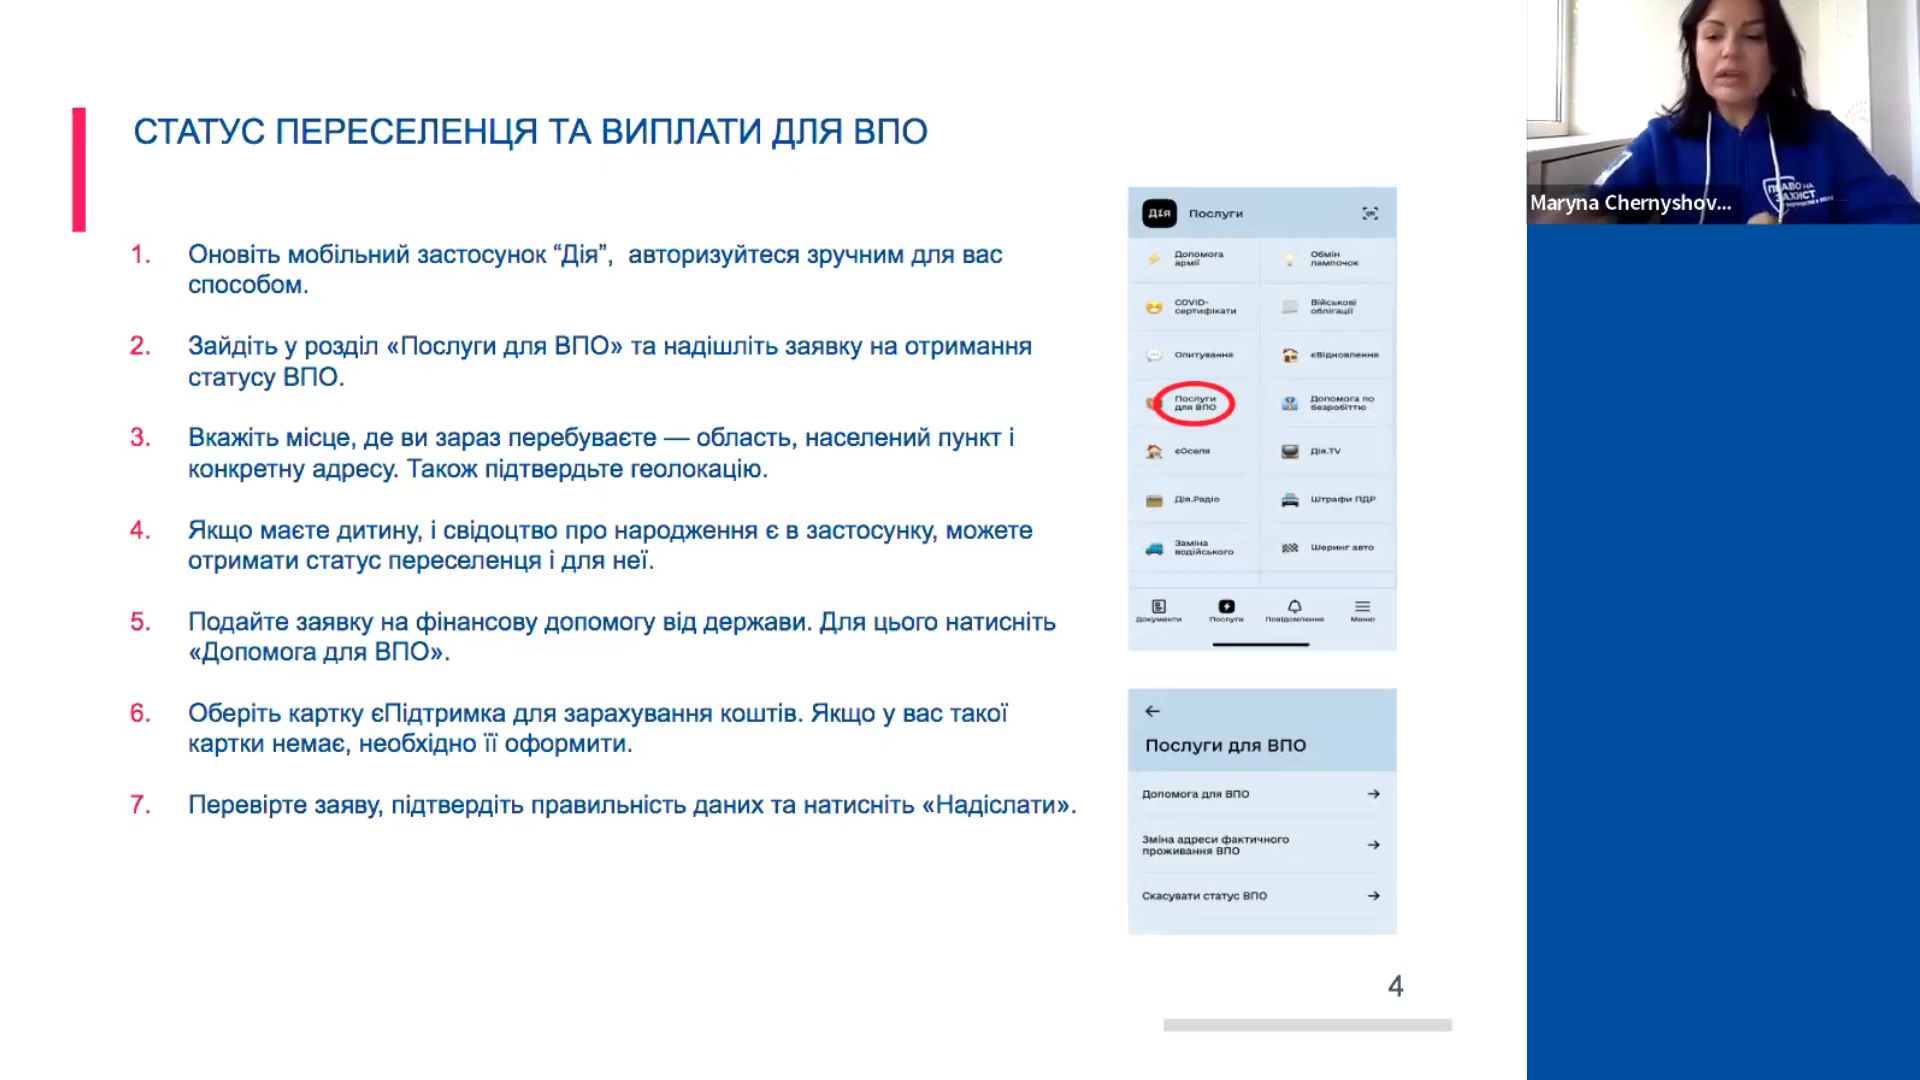 СТАТУС ПЕРЕСЕЛЕНЦЯ ТА ВИПЛАТИ ДЛЯ ВПО
1. Оновіть мобільний застосунок “Дія”, авторизуйтеся зручним для вас
способом.
2. Зайдіть у розділ «Послуги для ВПО» та надішліть заявку на отримання
статусу ВПО.
3. Вкажіть місце, де ви зараз перебуваєте — область, населений пункт і
конкретну адресу. Також підтвердьте геолокацію.
4. Якщо маєте дитину, і свідоцтво про народження є в застосунку, можете
отримати статус переселенця і для неї.
5. Подайте заявку на фінансову допомогу від держави. Для цього натисніть
«Допомога для ВПО».
6. Оберіть картку єПідтримка для зарахування коштів. Якщо у вас такої
картки немає, необхідно її оформити.
7. Перевірте заяву, підтвердіть правильність даних та натисніть «Надіслати».
Дія Послуги
Допомога
армії
Обмін
лампочок
COVID-
сертифікати
Військові
облігації
Опитування
єВідновлення
Послуги
для ВПО
Допомога по
безробіттю
єОселя
Дія.TV
Дія.Радіо
Штрафи ПДР
Заміна
водійського
Шеринг авто
Документи Послуги Повідомлення Меню
Послуги для ВПО
Допомога для ВПО
Зміна адреси фактичного
проживання ВПО
Скасувати статус ВПО
4
Maryna Chernyshov...
ПРАВО НА
ЗАХИСТ